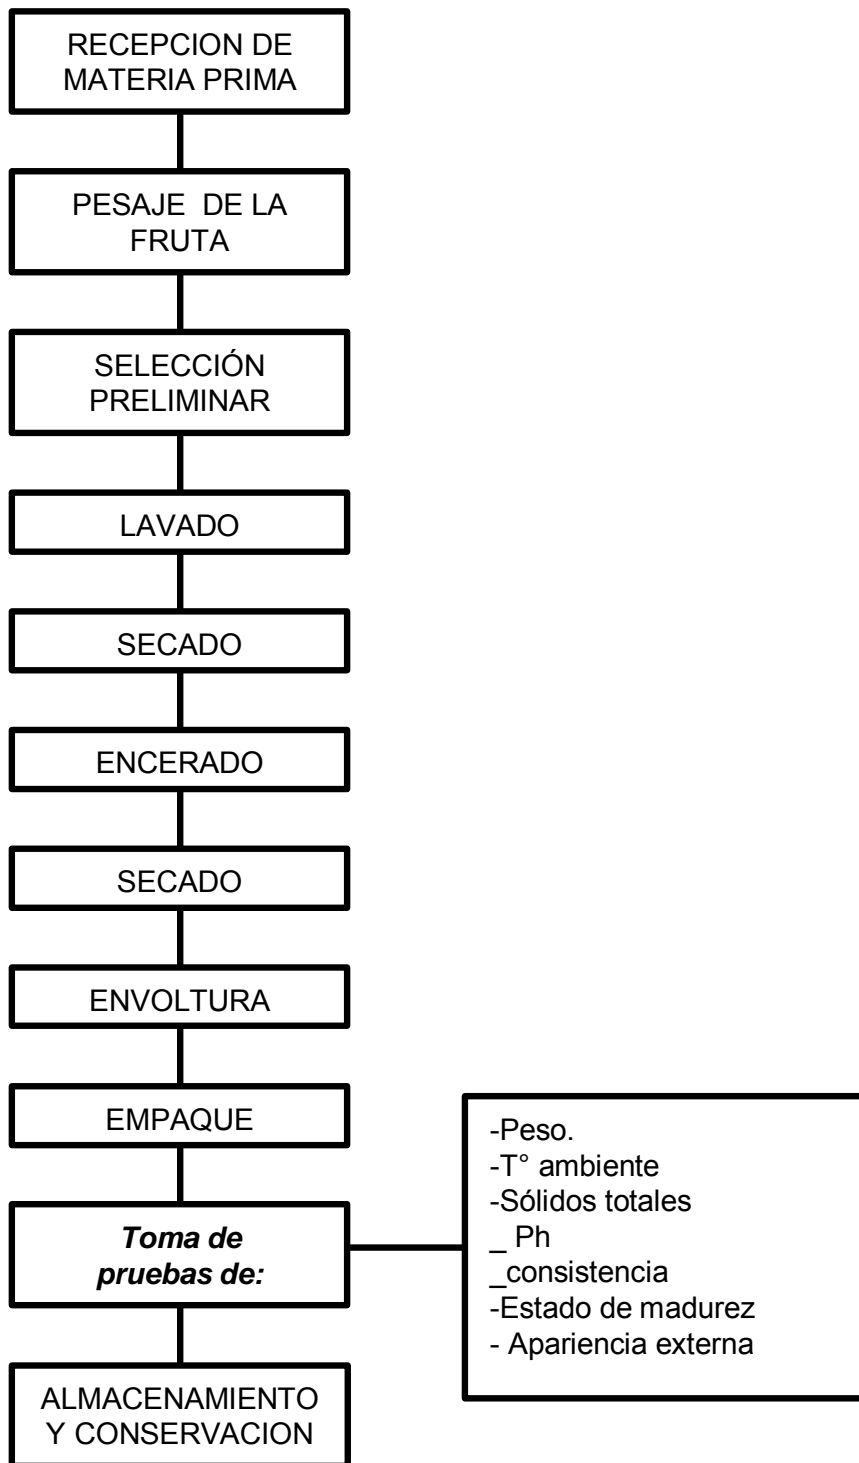 RECEPCION DE
MATERIA PRIMA
PESAJE  DE LA
FRUTA
SELECCIÓN
PRELIMINAR
LAVADO
SECADO
ENCERADO
SECADO
ENVOLTURA
EMPAQUE
Toma de
pruebas de:
-Peso.
-T° ambiente
-Sólidos totales
_ Ph
_consistencia
-Estado de madurez
- Apariencia externa
ALMACENAMIENTO
Y CONSERVACION